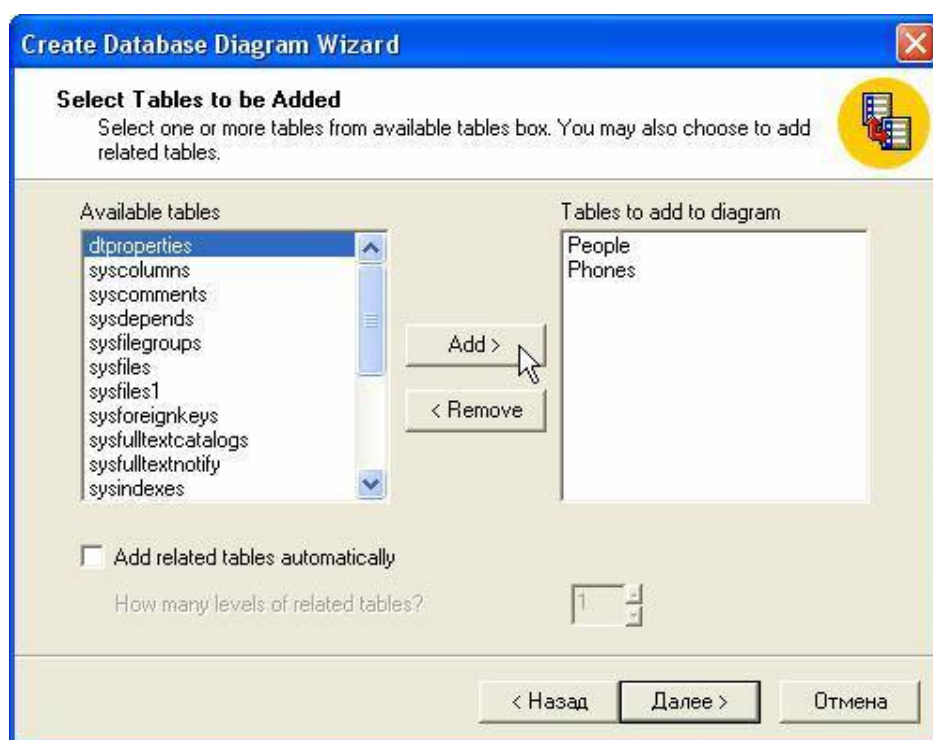 Create Database Diagram Wizard
Select Tables to be Added
Select one or more tables from available tables box. You may also choose to add
related tables.
Available tables
dtproperties
syscolumns
syscomments
sysdepends
sysfilegroups
sysfiles
sysfiles1
sysforeignkeys
sysfulltextcatalogs
sysfulltextnotify
sysindexes
Add >
< Remove
Tables to add to diagram
People
Phones
Add related tables automatically
How many levels of related tables?
1
< Назад
Далее >
Отмена